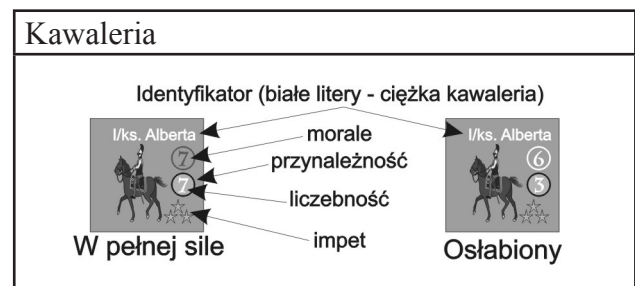 Kawaleria
Identyfikator (białe litery - ciężka kawaleria)
I/ks. Alberta
7
7
morale
przynależność
liczebność
impet
I/ks. Alberta
6
3
W pełnej sile
Osłabiony